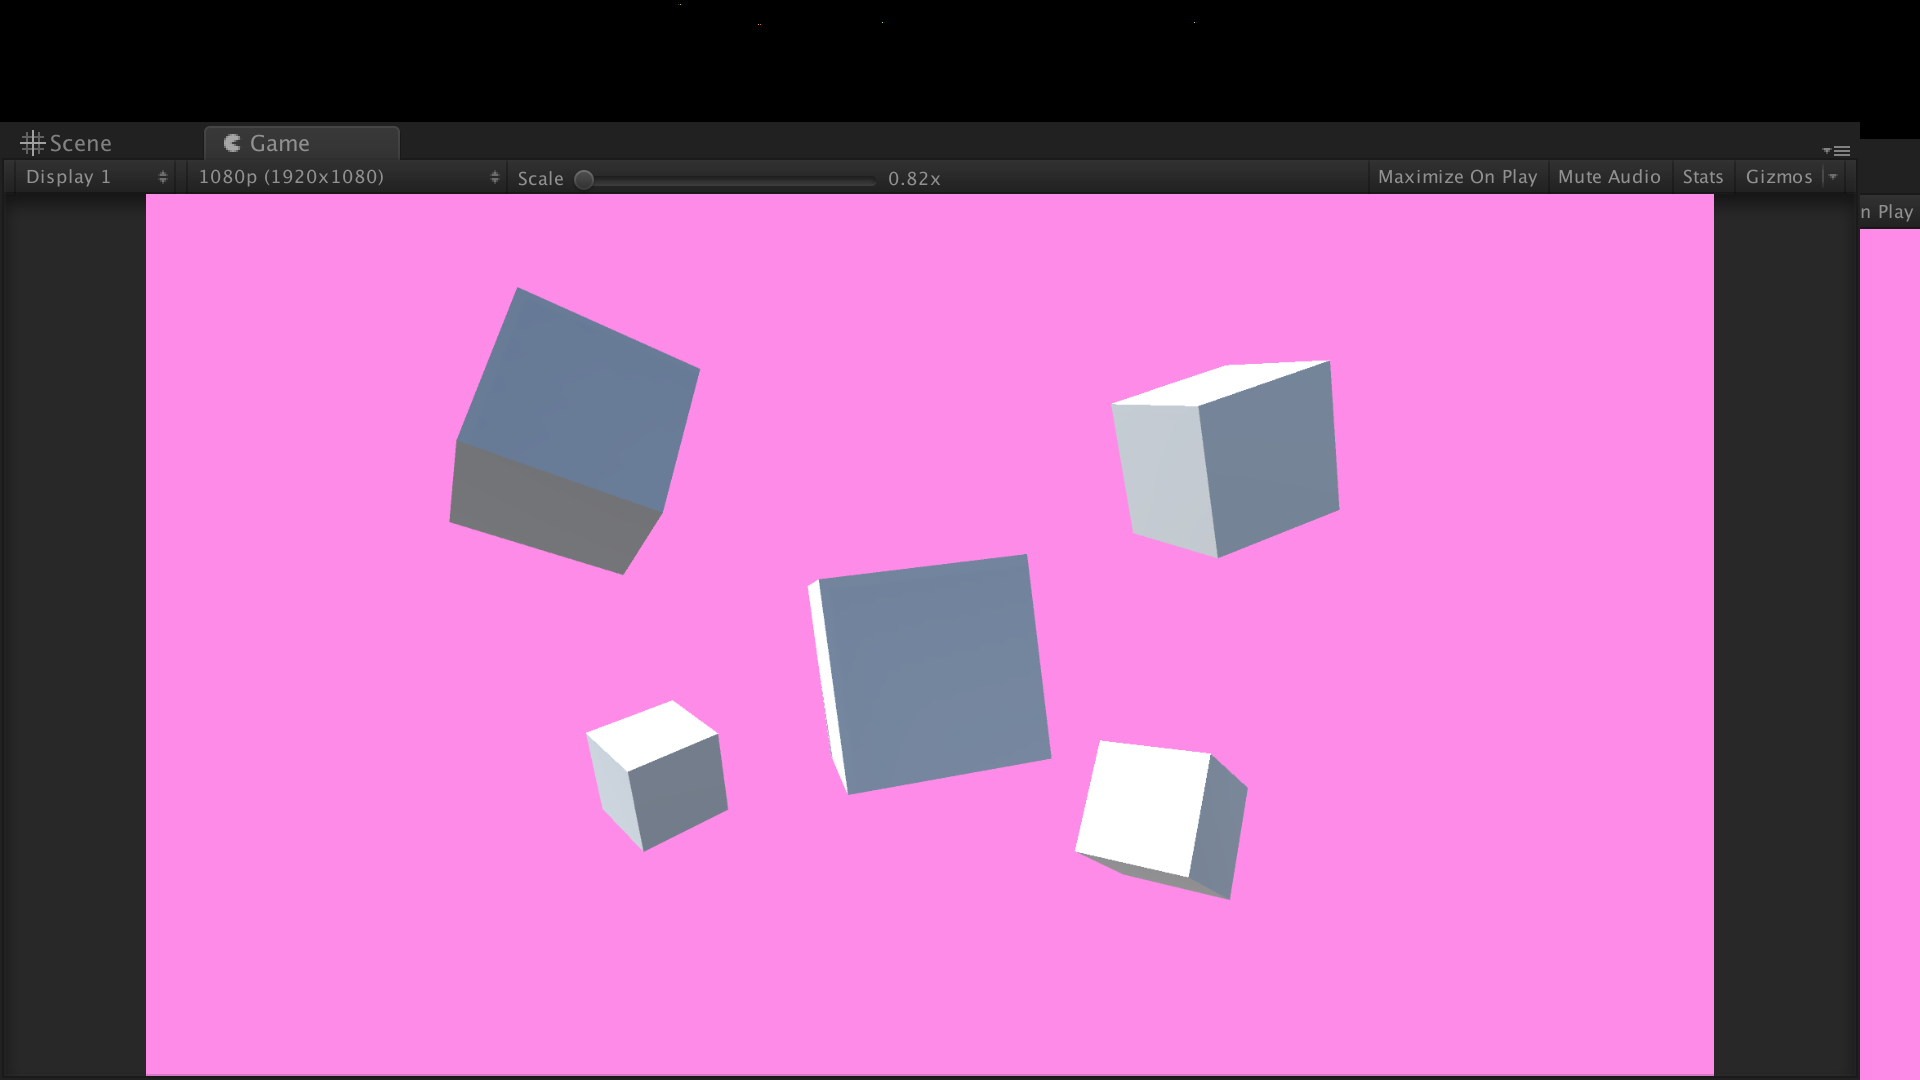 Scene
Game
Display 1
1080p (1920x1080)
Scale
0.82x
Maximize On Play
Mute Audio
Stats
Gizmos
n Play